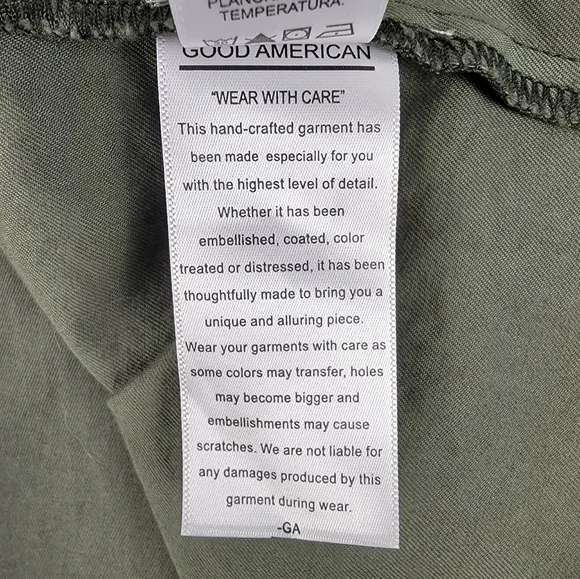 TEMPERATURA.
GOOD AMERICAN
"WEAR WITH CARE"
This hand-crafted garment has
been made especially for you
with the highest level of detail.
Whether it has been
embellished, coated, color
treated or distressed, it has been
thoughtfully made to bring you a
unique and alluring piece.
Wear your garments with care as
some colors may transfer, holes
may become bigger and
embellishments may cause
scratches. We are not liable for
any damages produced by this
garment during wear.
-GA